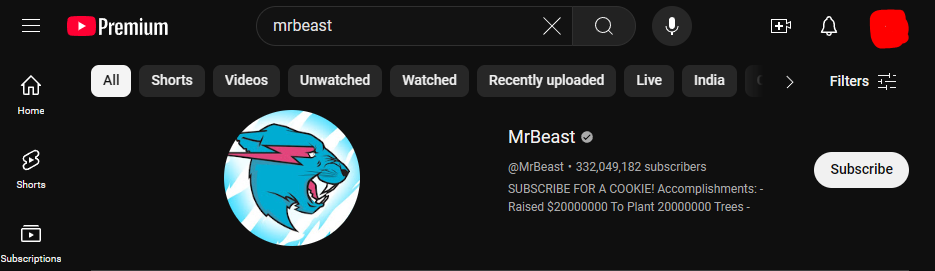 Premium
mrbeast
All
Shorts
Videos
Unwatched
Watched
Recently uploaded
Live
India
Filters
Home
Shorts
Subscriptions
MrBeast
@MrBeast • 332,049,182 subscribers
SUBSCRIBE FOR A COOKIE! Accomplishments: -
Raised $20000000 To Plant 20000000 Trees -
Subscribe